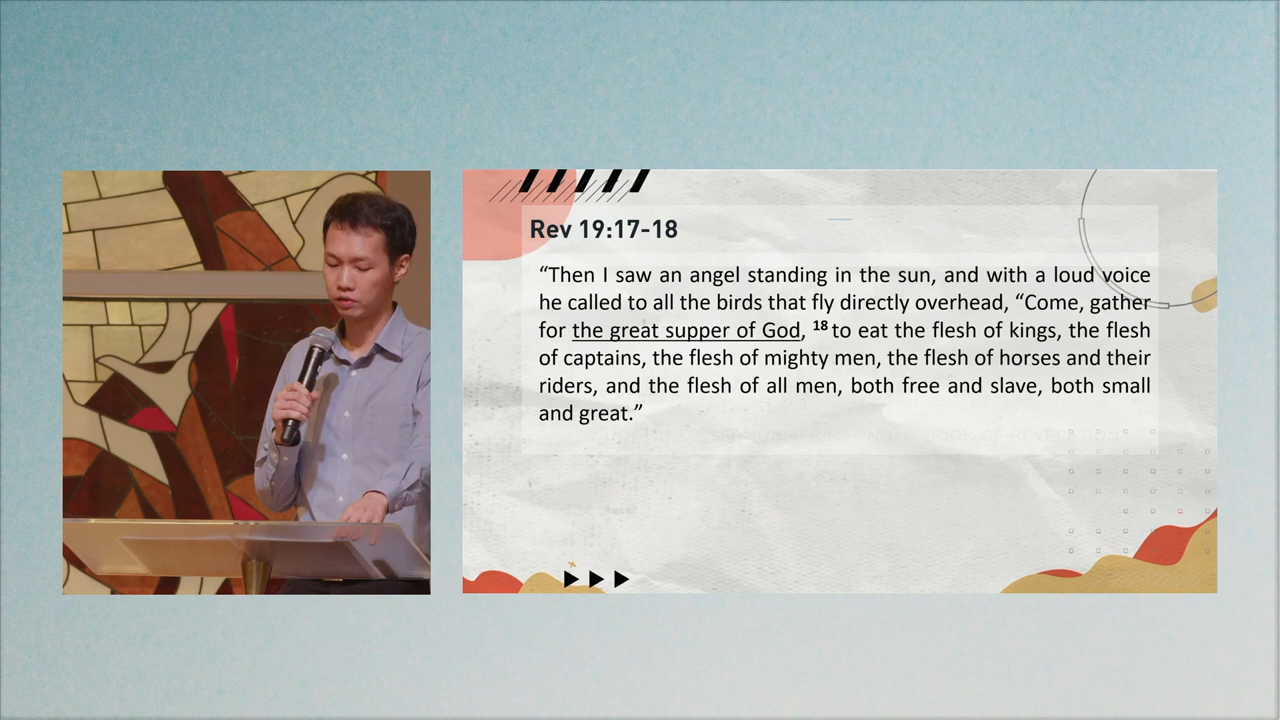 Rev 19:17-18
“Then I saw an angel standing in the sun, and with a loud voice
he called to all the birds that fly directly overhead, “Come, gather
for the great supper of God, 18 to eat the flesh of kings, the flesh
of captains, the flesh of mighty men, the flesh of horses and their
riders, and the flesh of all men, both free and slave, both small
and great.”